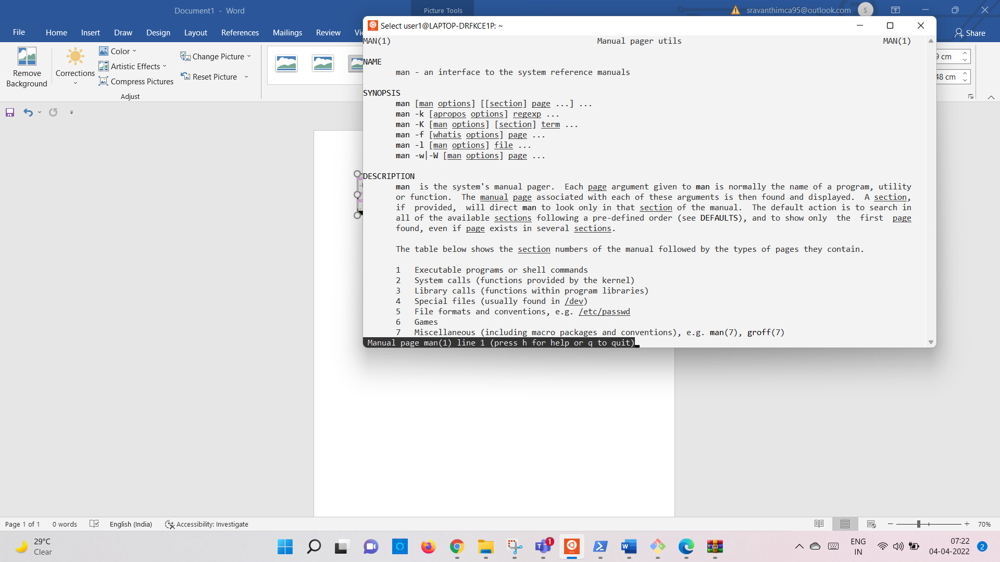 Document1 - Word
Picture Tools
sravanthimca95@outlook.com
S
File Home Insert Draw Design Layout References Mailings Review
Share
Remove Background
Corrections
Color
Artistic Effects
Compress Pictures
Change Picture
Reset Picture
Adjust
9 cm
48 cm
Select user1@LAPTOP-DRFKCE1P: ~
MAN(1) Manual pager utils MAN(1)
NAME
man - an interface to the system reference manuals
SYNOPSIS
man [man options] [[section] page ...] ...
man -k [apropos options] regexp ...
man -K [man options] [section] term ...
man -f [whatis options] page ...
man -l [man options] file ...
man -w|-W [man options] page ...
DESCRIPTION
man is the system's manual pager. Each page argument given to man is normally the name of a program, utility
or function. The manual page associated with each of these arguments is then found and displayed. A section,
if provided, will direct man to look only in that section of the manual. The default action is to search in
all of the available sections following a pre-defined order (see DEFAULTS), and to show only the first page
found, even if page exists in several sections.
The table below shows the section numbers of the manual followed by the types of pages they contain.
1 Executable programs or shell commands
2 System calls (functions provided by the kernel)
3 Library calls (functions within program libraries)
4 Special files (usually found in /dev)
5 File formats and conventions, e.g. /etc/passwd
6 Games
7 Miscellaneous (including macro packages and conventions), e.g. man(7), groff(7)
Manual page man(1) line 1 (press h for help or q to quit)
Page 1 of 1 0 words English (India) Accessibility: Investigate
70%
29°C
Clear
1
ENG
IN
07:22
04-04-2022
2